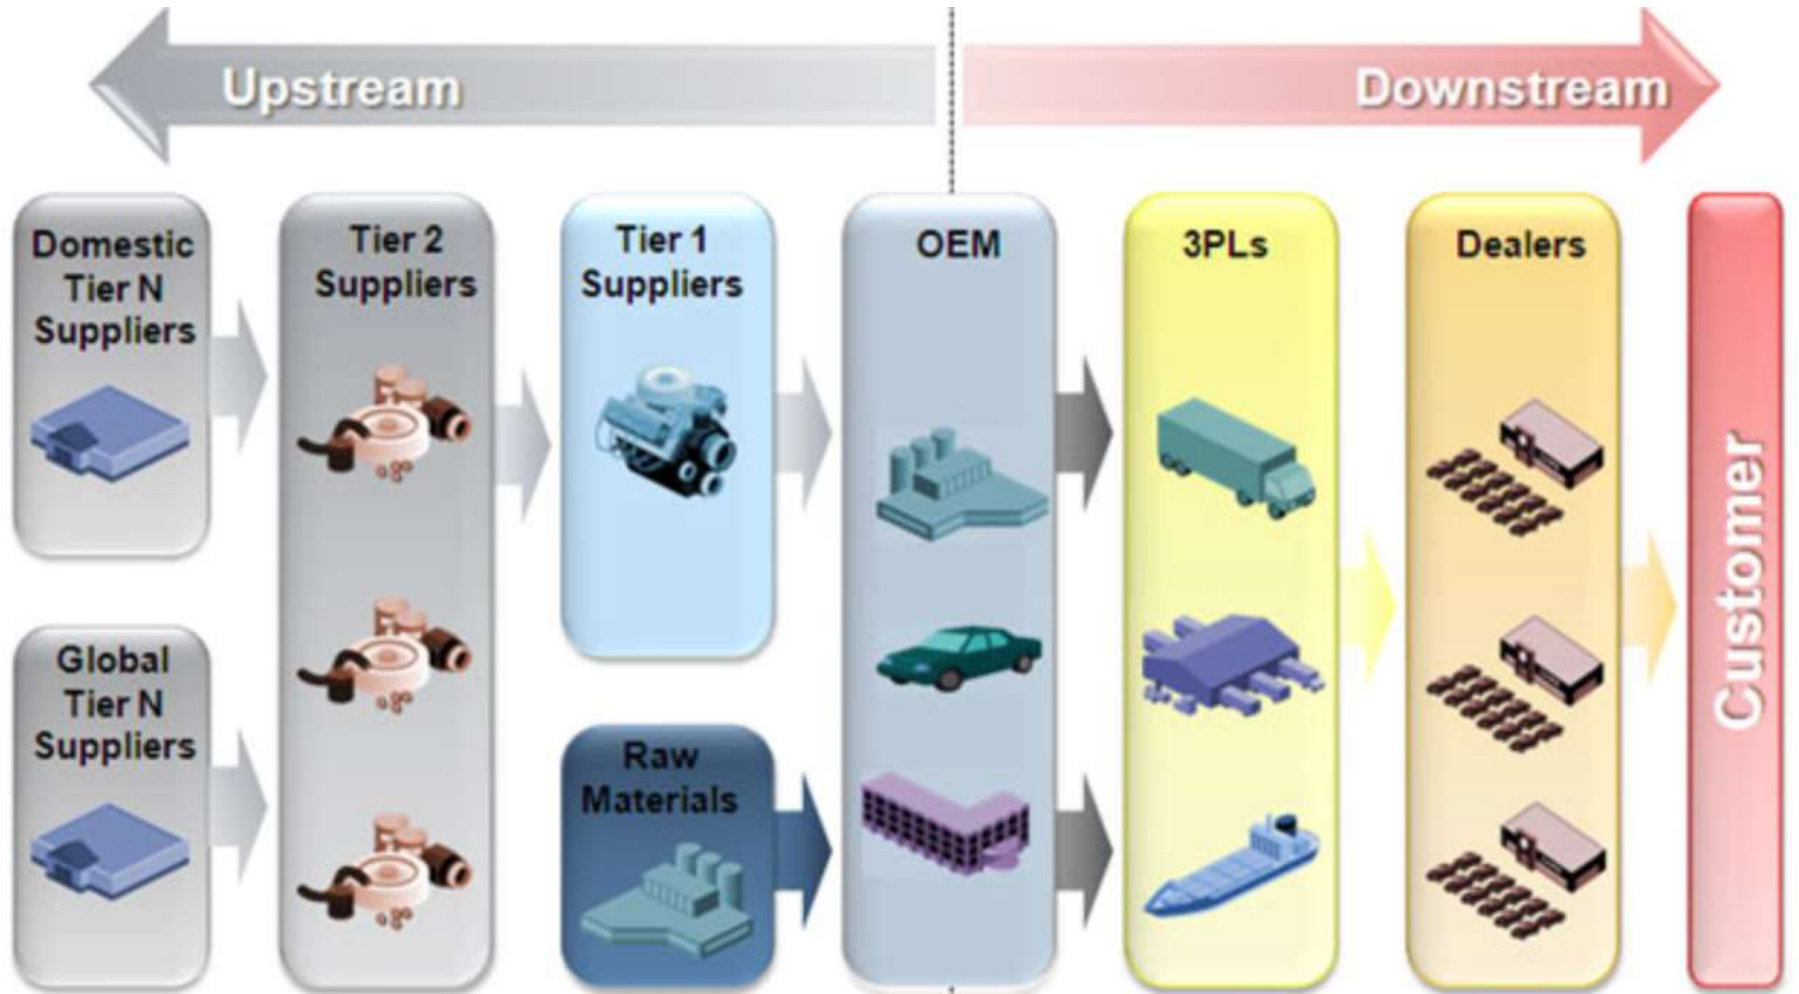 Upstream
Downstream
Domestic
Tier N
Suppliers
Global
Tier N
Suppliers
Tier 2
Suppliers
Tier 1
Suppliers
Raw
Materials
OEM
3PLs
Dealers
Customer